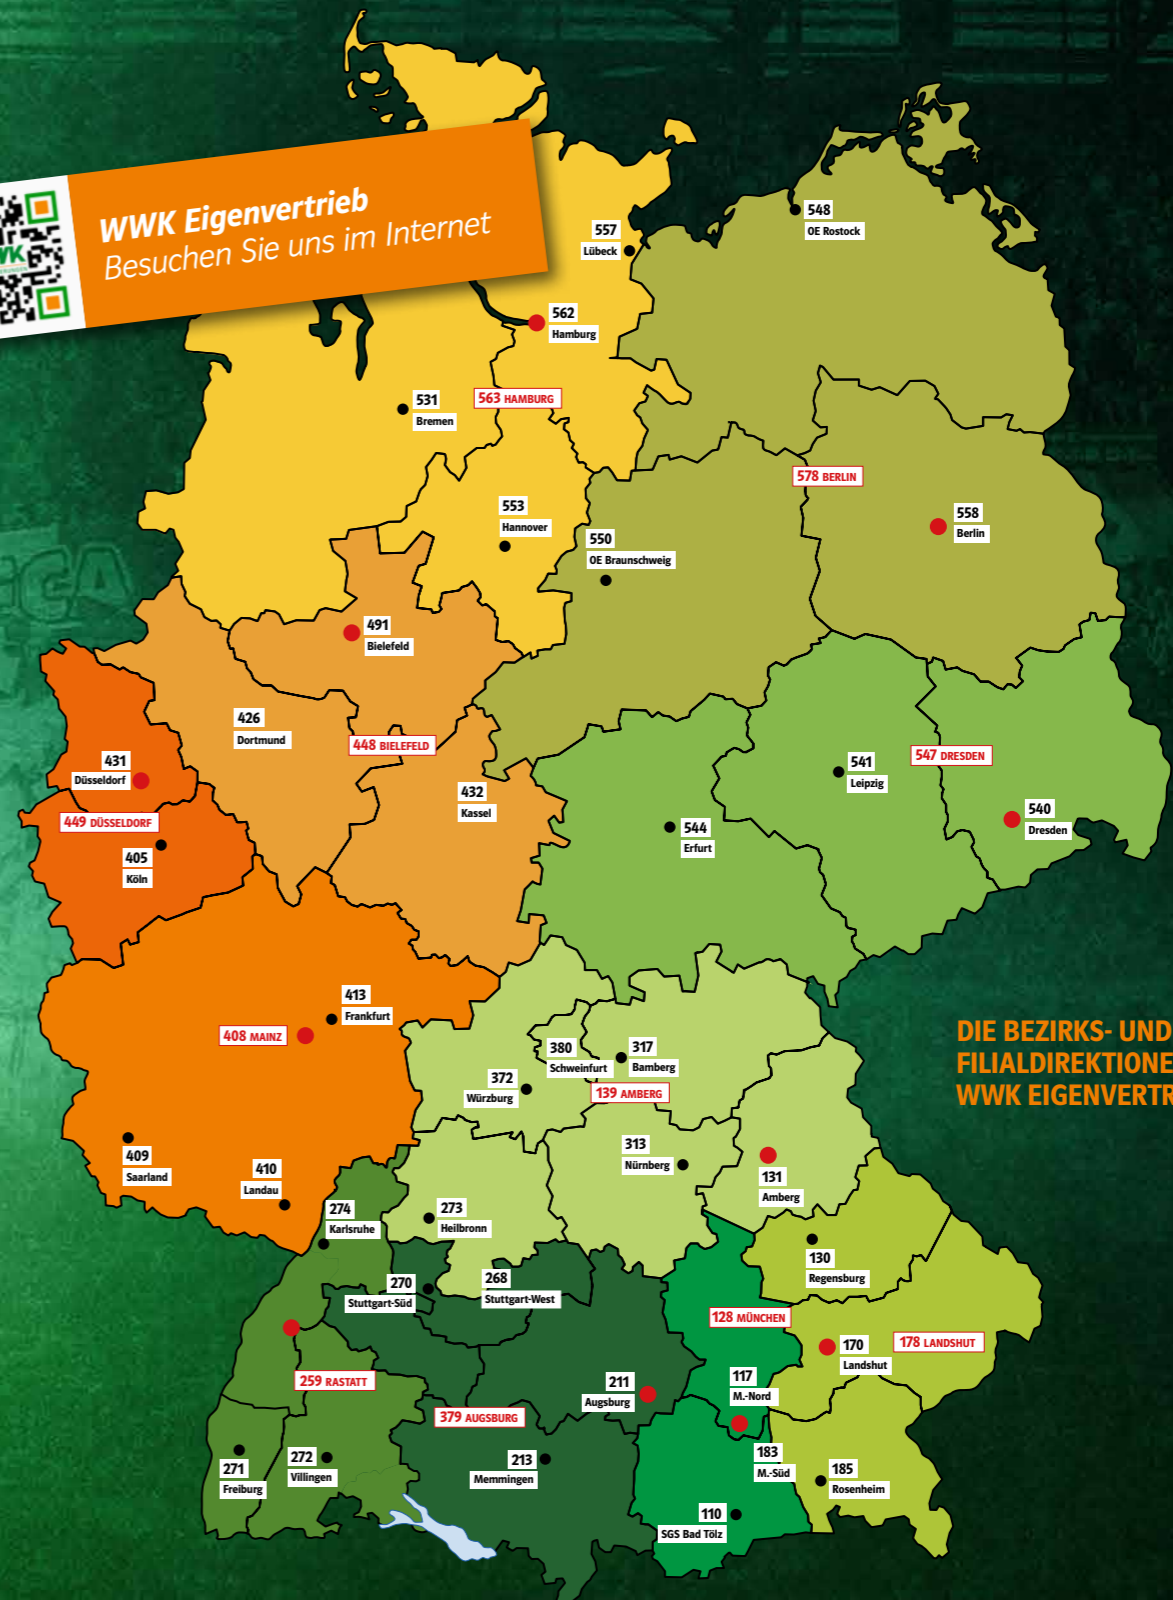 WWK Eigenvertrieb
Besuchen Sie uns im Internet
548
OE Rostock
557
Lübeck
562
Hamburg
531
Bremen
563 HAMBURG
578 BERLIN
553
Hannover
558
Berlin
550
OE Braunschweig
491
Bielefeld
426
Dortmund
448 BIELEFELD
547 DRESDEN
431
Düsseldorf
541
Leipzig
432
Kassel
449 DÜSSELDORF
540
Dresden
544
Erfurt
405
Köln
413
Frankfurt
408 MAINZ
DIE BEZIRKS- UND
FILIALDIREKTIONE
WWK EIGENVERTR
380
Schweinfurt
317
Bamberg
372
Würzburg
139 AMBERG
313
Nürnberg
409
Saarland
410
Landau
131
Amberg
274
Karlsruhe
273
Heilbronn
130
Regensburg
270
Stuttgart-Süd
268
Stuttgart-West
128 MÜNCHEN
170
Landshut
178 LANDSHUT
259 RASTATT
117
M.-Nord
211
Augsburg
379 AUGSBURG
183
M.-Süd
213
Memmingen
272
Villingen
271
Freiburg
185
Rosenheim
110
SGS Bad Tölz